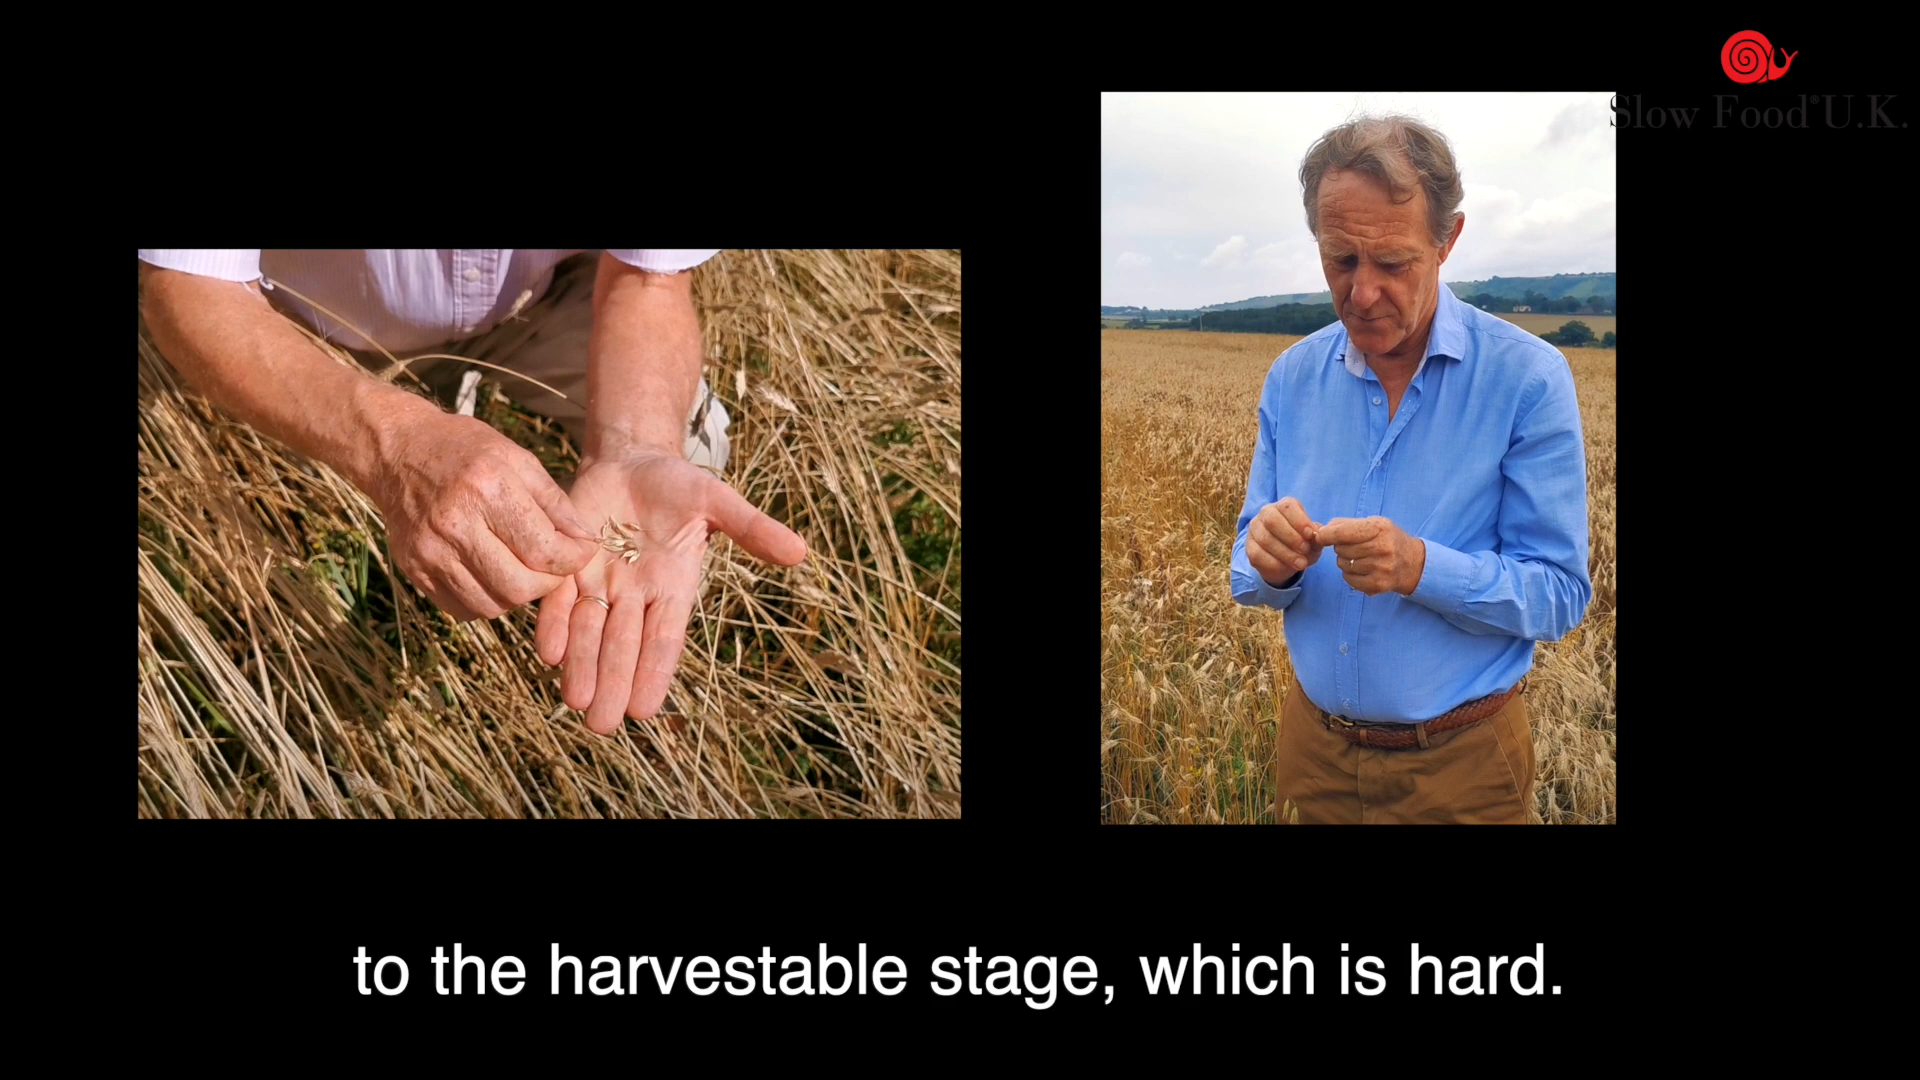 Slow Food® U.K.
to the harvestable stage, which is hard.